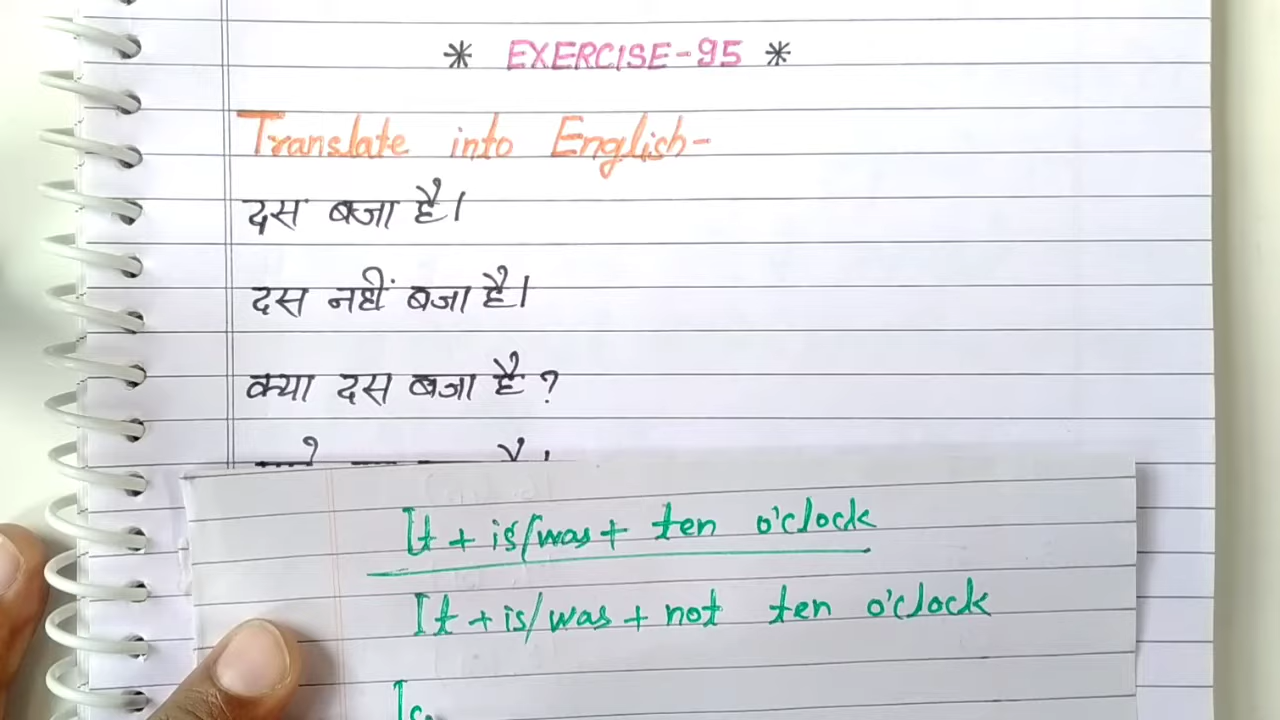 * EXERCISE-95 *
Translate into English-
दस बजा है।
दस नहीं बजा है।
क्या दस बजा है?
It + is/was + ten o'clock
It + is/was + not ten o'clock